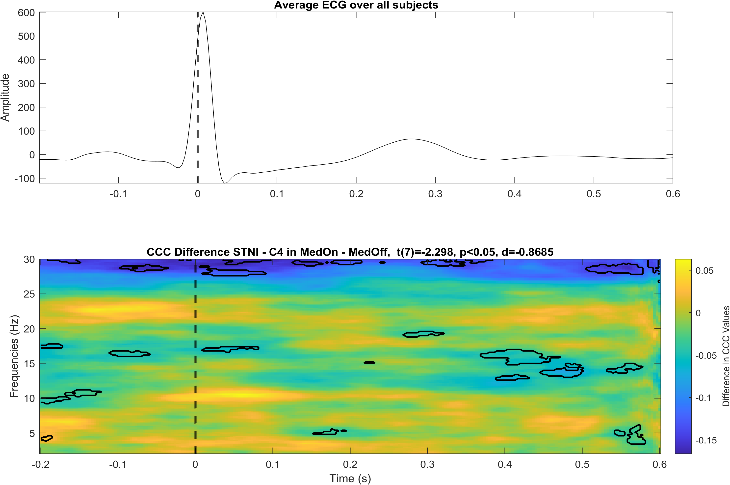 Average ECG over all subjects
600
500
400
300
200
100
0
-100
Amplitude
-0.1 0 0.1 0.2 0.3 0.4 0.5 0.6
CCC Difference STNl - C4 in MedOn - MedOff, t(7)=-2.298, p<0.05, d=-0.8685
30
25
20
15
10
5
Frequencies (Hz)
-0.2 -0.1 0 0.1 0.2 0.3 0.4 0.5 0.6
Time (s)
0.05
0
-0.05
-0.1
-0.15
Difference in CCC Values